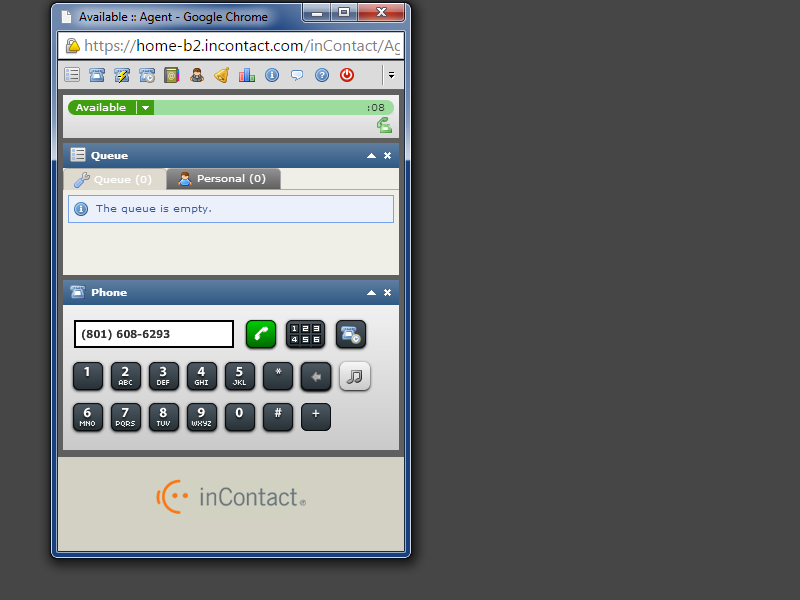 Available :: Agent - Google Chrome
https://home-b2.incontact.com/inContact/Ag
Available :08
Queue
Queue (0) Personal (0)
The queue is empty.
Phone
(801) 608-6293
1 2 3
4 5 6
1 2 3 4 5 *
ABC DEF GHI JKL
6 7 8 9 0 # +
MNO PQRS TUV WXYZ
inContact®